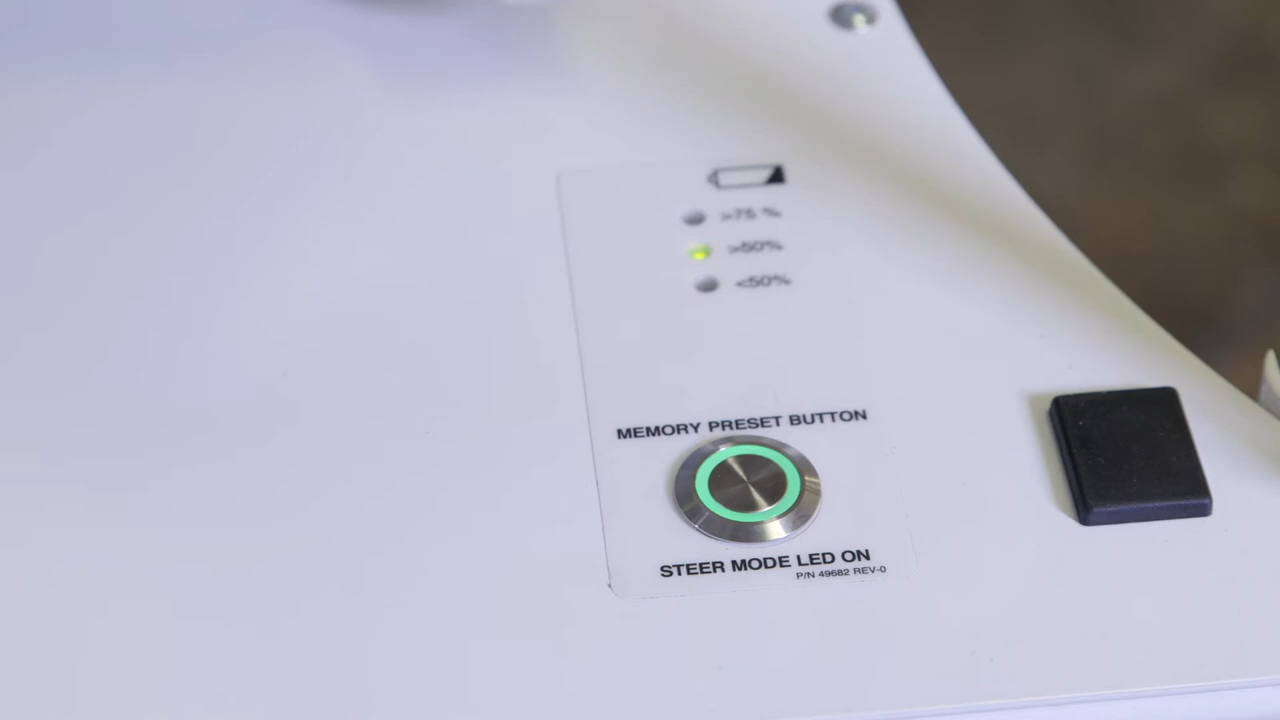 >75 %
>50%
<50%
MEMORY PRESET BUTTON
STEER MODE LED ON
P/N 49682 REV-0